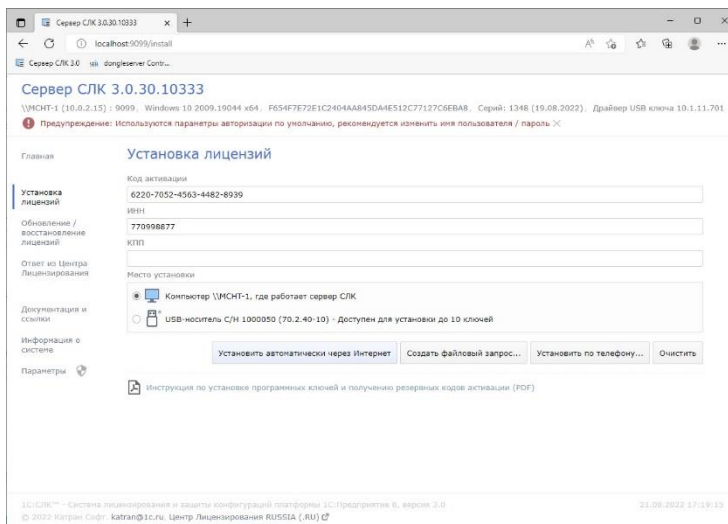 Сервер СЛК 3.0.30.10333
localhost:9099/install
Сервер СЛК 3.0
dongleserver Contr...
Сервер СЛК 3.0.30.10333
\\МСНТ-1 (10.0.2.15) : 9099, Windows 10 2009.19044 x64, F654F7E72E1C2404AA845DA4E512C77127C6EBA8, Серий: 1348 (19.08.2022), Драйвер USB ключа 10.1.11.701
Предупреждение: Используются параметры авторизации по умолчанию, рекомендуется изменить имя пользователя / пароль
Главная
Установка лицензий
Обновление / восстановление лицензий
Ответ из Центра Лицензирования
Документация и ссылки
Информация о системе
Параметры
Установка лицензий
Код активации
6220-7052-4563-4482-8939
ИНН
770998877
КПП
Место установки
Компьютер \\МСНТ-1, где работает сервер СЛК
USB-носитель С/Н 1000050 (70.2.40-10) - Доступен для установки до 10 ключей
Установить автоматически через Интернет
Создать файловый запрос...
Установить по телефону...
Очистить
Инструкция по установке программных ключей и получению резервных кодов активации (PDF)
1С:СЛК™ - Система лицензирования и защиты конфигураций платформы 1С:Предприятие 8, версия 3.0
21.08.2022 17:19:13
© 2022 Катран Софт. katran@1c.ru, Центр Лицензирования RUSSIA (.RU)